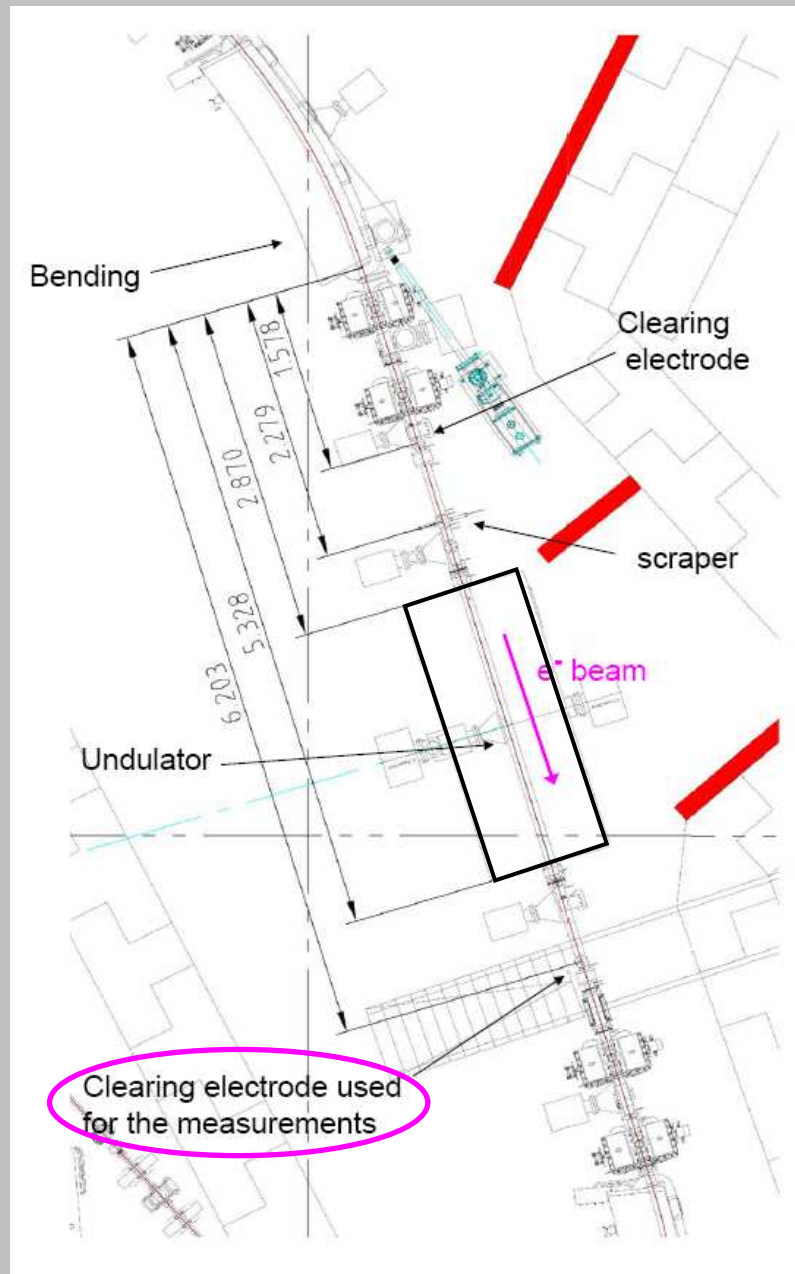 Bending
Clearing
electrode
1.578
2.279
2.870
5.328
6.203
scraper
e⁻ beam
Undulator
Clearing electrode used
for the measurements